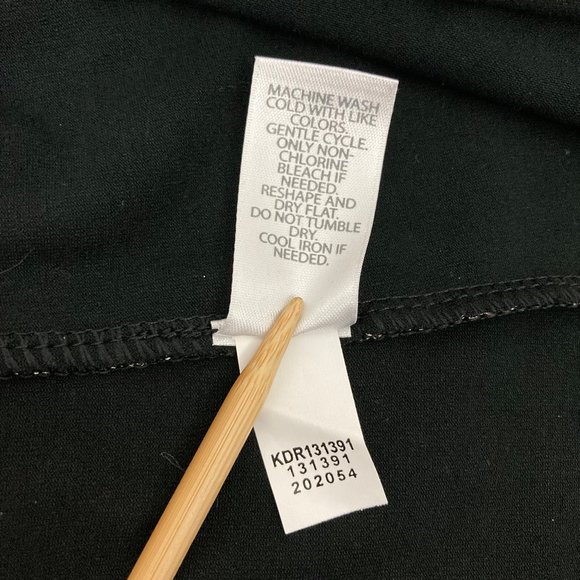 MACHINE WASH
COLD WITH LIKE
COLORS.
GENTLE CYCLE.
ONLY NON-
CHLORINE
BLEACH IF
NEEDED.
RESHAPE AND
DRY FLAT.
DO NOT TUMBLE
DRY.
COOL IRON IF
NEEDED.
KDR131391
131391
202054